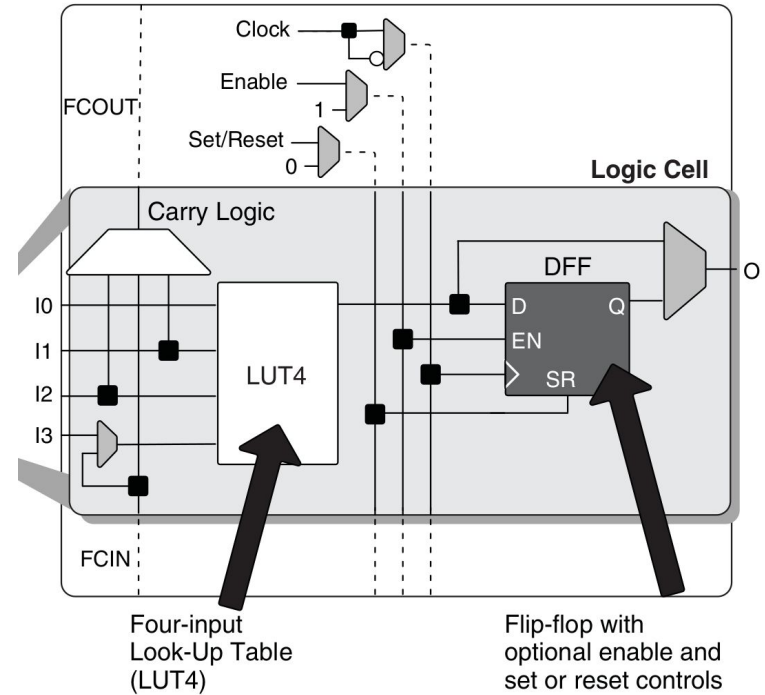 Clock
Enable
FCOUT
1
Set/Reset
0
Logic Cell
Carry Logic
DFF
O
I0
D
Q
I1
EN
LUT4
I2
SR
I3
FCIN
Four-input
Look-Up Table
(LUT4)
Flip-flop with
optional enable and
set or reset controls